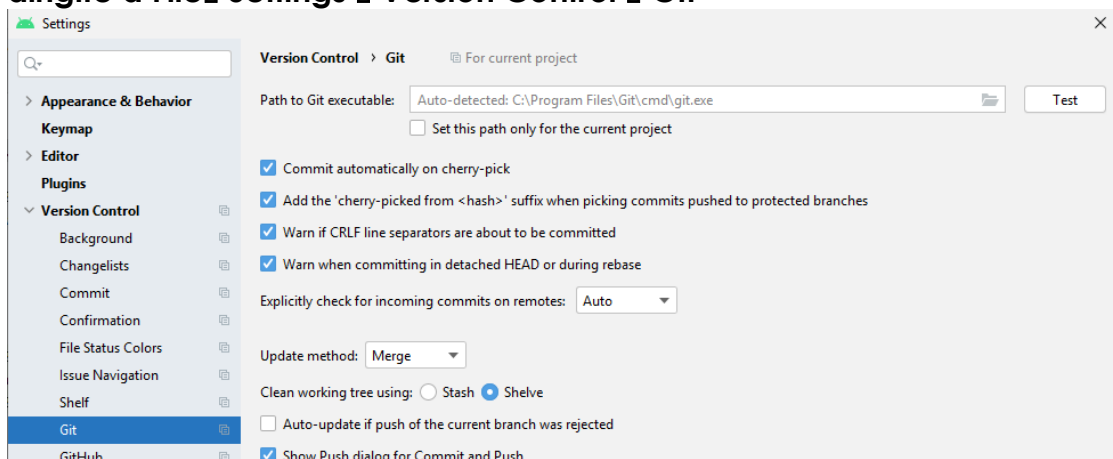 Settings
Version Control > Git For current project
Appearance & Behavior
Path to Git executable: Auto-detected: C:\Program Files\Git\cmd\git.exe Test
Keymap
Set this path only for the current project
Editor
Commit automatically on cherry-pick
Plugins
Add the 'cherry-picked from <hash>' suffix when picking commits pushed to protected branches
Version Control
Background
Warn if CRLF line separators are about to be committed
Changelists
Warn when committing in detached HEAD or during rebase
Commit
Explicitly check for incoming commits on remotes: Auto
Confirmation
File Status Colors
Update method: Merge
Issue Navigation
Clean working tree using: Stash Shelve
Shelf
Git
Auto-update if push of the current branch was rejected
GitHub
Show Push dialog for Commit and Push